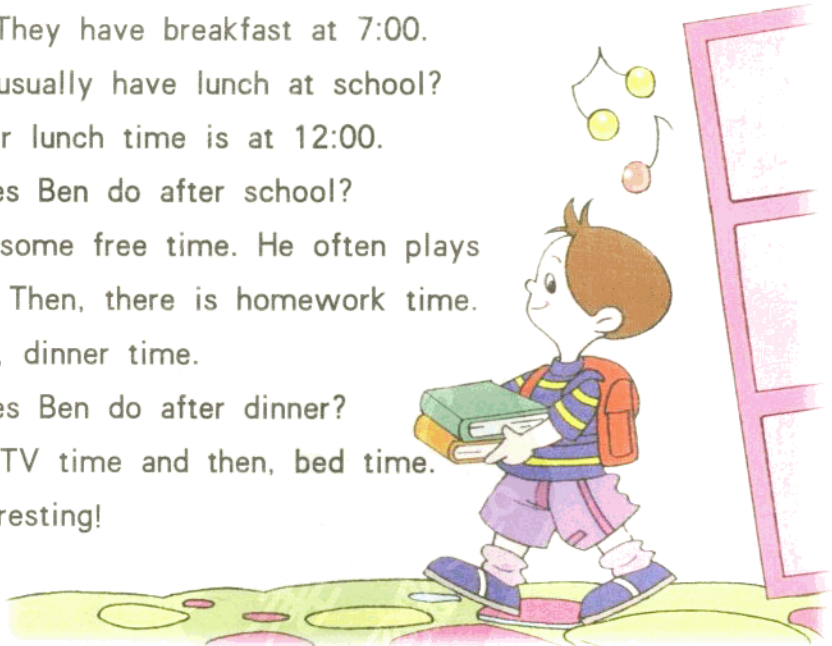 They have breakfast at 7:00.
usually have lunch at school?
r lunch time is at 12:00.
es Ben do after school?
some free time. He often plays
Then, there is homework time.
, dinner time.
es Ben do after dinner?
TV time and then, bed time.
resting!